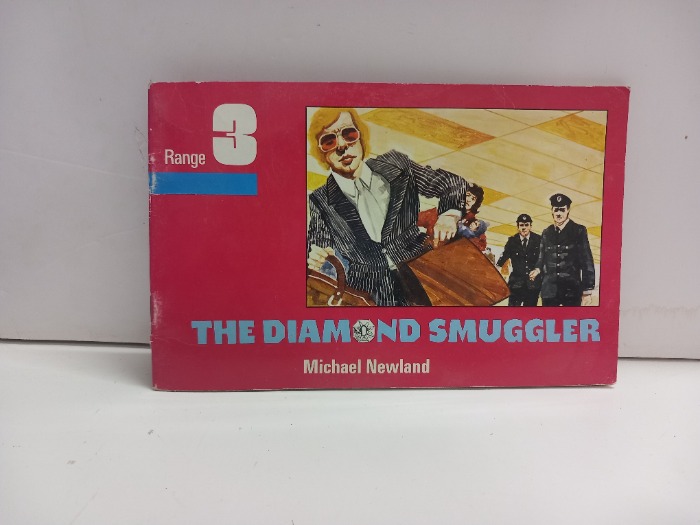 Range 3
THE DIAMOND SMUGGLER
Michael Newland